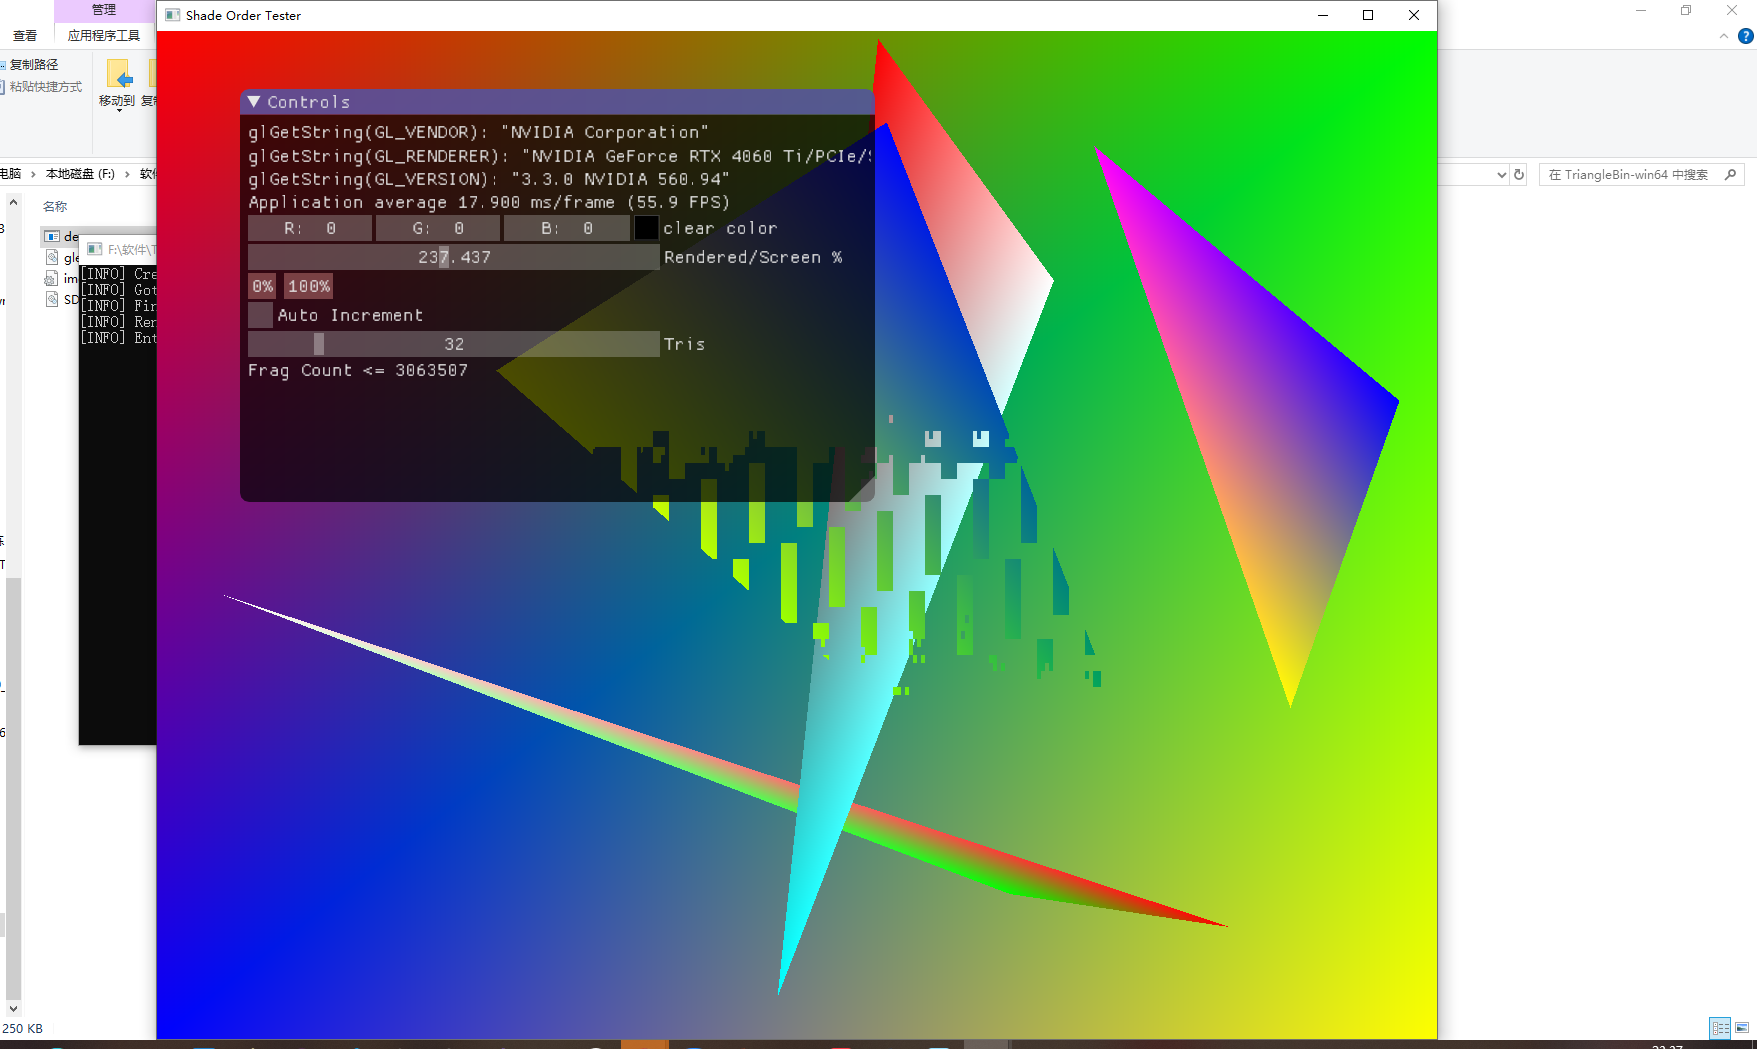 管理
Shade Order Tester
查看
应用程序工具
复制路径
粘贴快捷方式
移动到
电脑 › 本地磁盘 (F:) › 软件
在 TriangleBin-win64 中搜索
名称
de
gle
im
SD
F:\软件\T
[INFO] Cre
[INFO] Got
[INFO] Fir
[INFO] Ren
[INFO] Ent
Controls
glGetString(GL_VENDOR): "NVIDIA Corporation"
glGetString(GL_RENDERER): "NVIDIA GeForce RTX 4060 Ti/PCIe/S
glGetString(GL_VERSION): "3.3.0 NVIDIA 560.94"
Application average 17.900 ms/frame (55.9 FPS)
R: 0 G: 0 B: 0 clear color
237.437 Rendered/Screen %
0% 100%
Auto Increment
32 Tris
Frag Count <= 3063507
250 KB